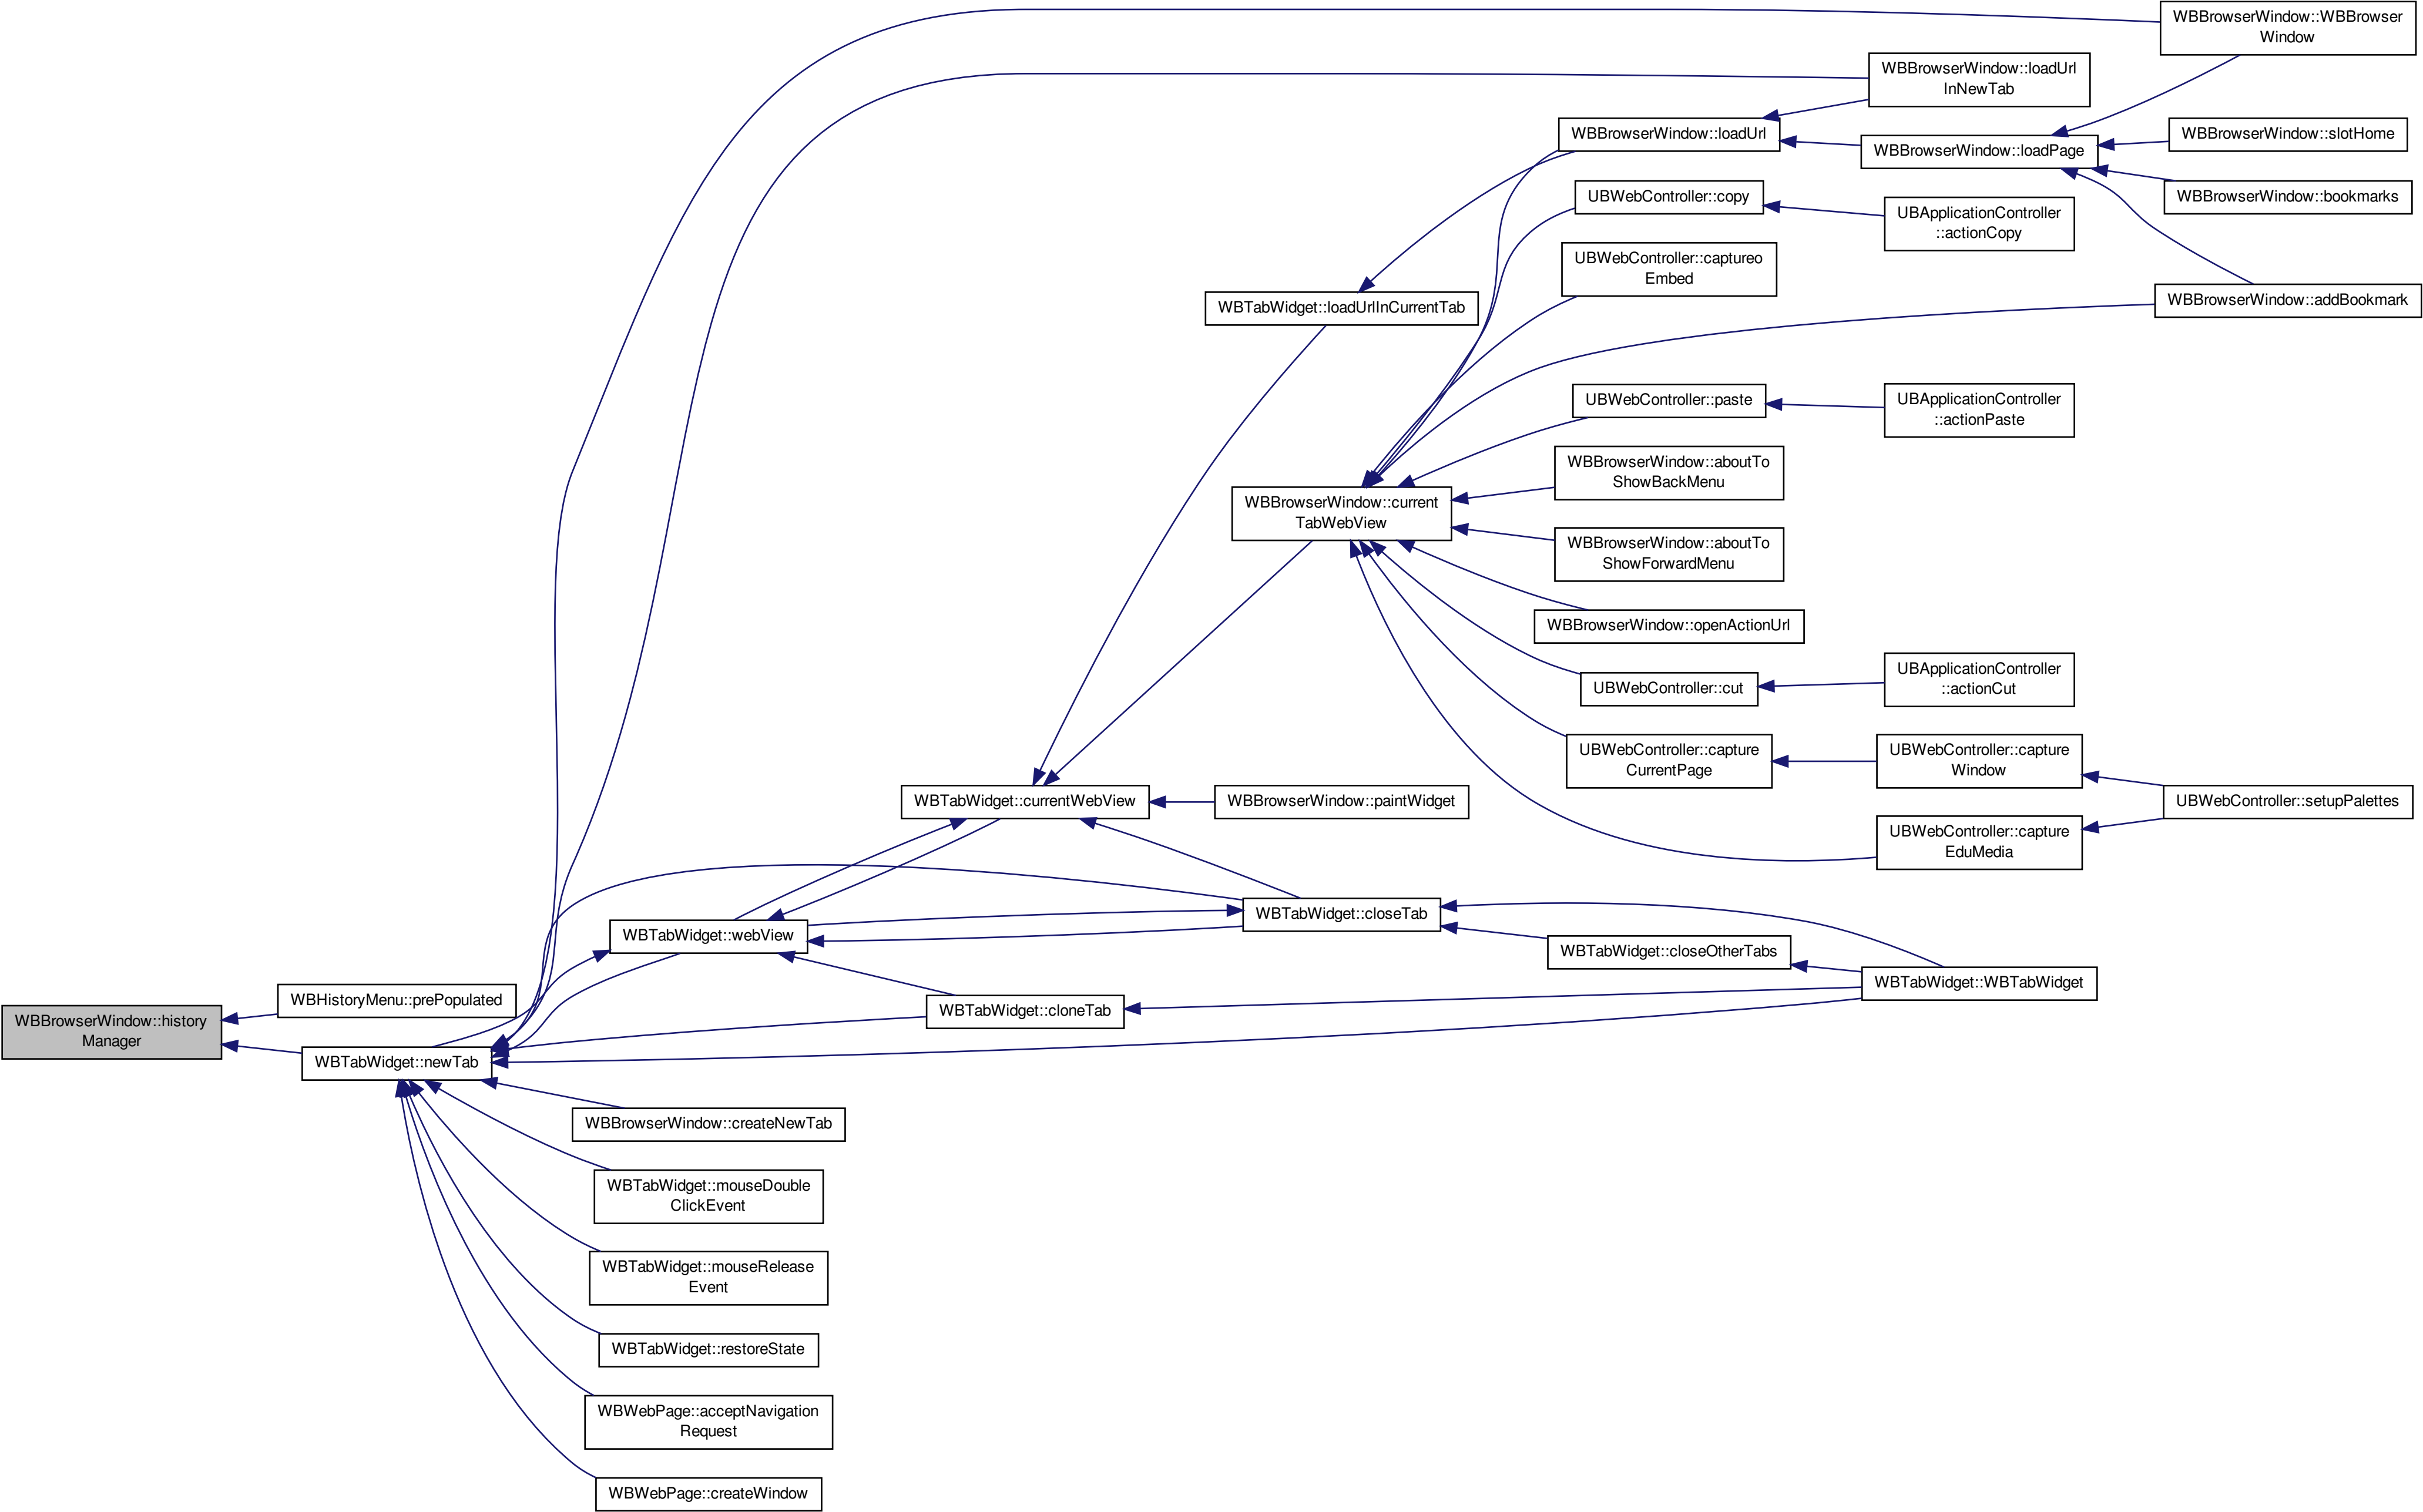 WBBrowserWindow::WBBrowser
Window
WBBrowserWindow::loadUrl
InNewTab
WBBrowserWindow::loadUrl
WBBrowserWindow::loadPage
WBBrowserWindow::slotHome
WBBrowserWindow::bookmarks
UBWebController::copy
UBApplicationController
::actionCopy
UBWebController::captureo
Embed
WBTabWidget::loadUrlInCurrentTab
WBBrowserWindow::addBookmark
UBWebController::paste
UBApplicationController
::actionPaste
WBBrowserWindow::aboutTo
ShowBackMenu
WBBrowserWindow::current
TabWebView
WBBrowserWindow::aboutTo
ShowForwardMenu
WBBrowserWindow::openActionUrl
UBWebController::cut
UBApplicationController
::actionCut
UBWebController::capture
CurrentPage
UBWebController::capture
Window
WBTabWidget::currentWebView
WBBrowserWindow::paintWidget
UBWebController::setupPalettes
UBWebController::capture
EduMedia
WBTabWidget::closeTab
WBTabWidget::webView
WBTabWidget::closeOtherTabs
WBTabWidget::WBTabWidget
WBHistoryMenu::prePopulated
WBTabWidget::cloneTab
WBBrowserWindow::history
Manager
WBTabWidget::newTab
WBBrowserWindow::createNewTab
WBTabWidget::mouseDouble
ClickEvent
WBTabWidget::mouseRelease
Event
WBTabWidget::restoreState
WBWebPage::acceptNavigation
Request
WBWebPage::createWindow